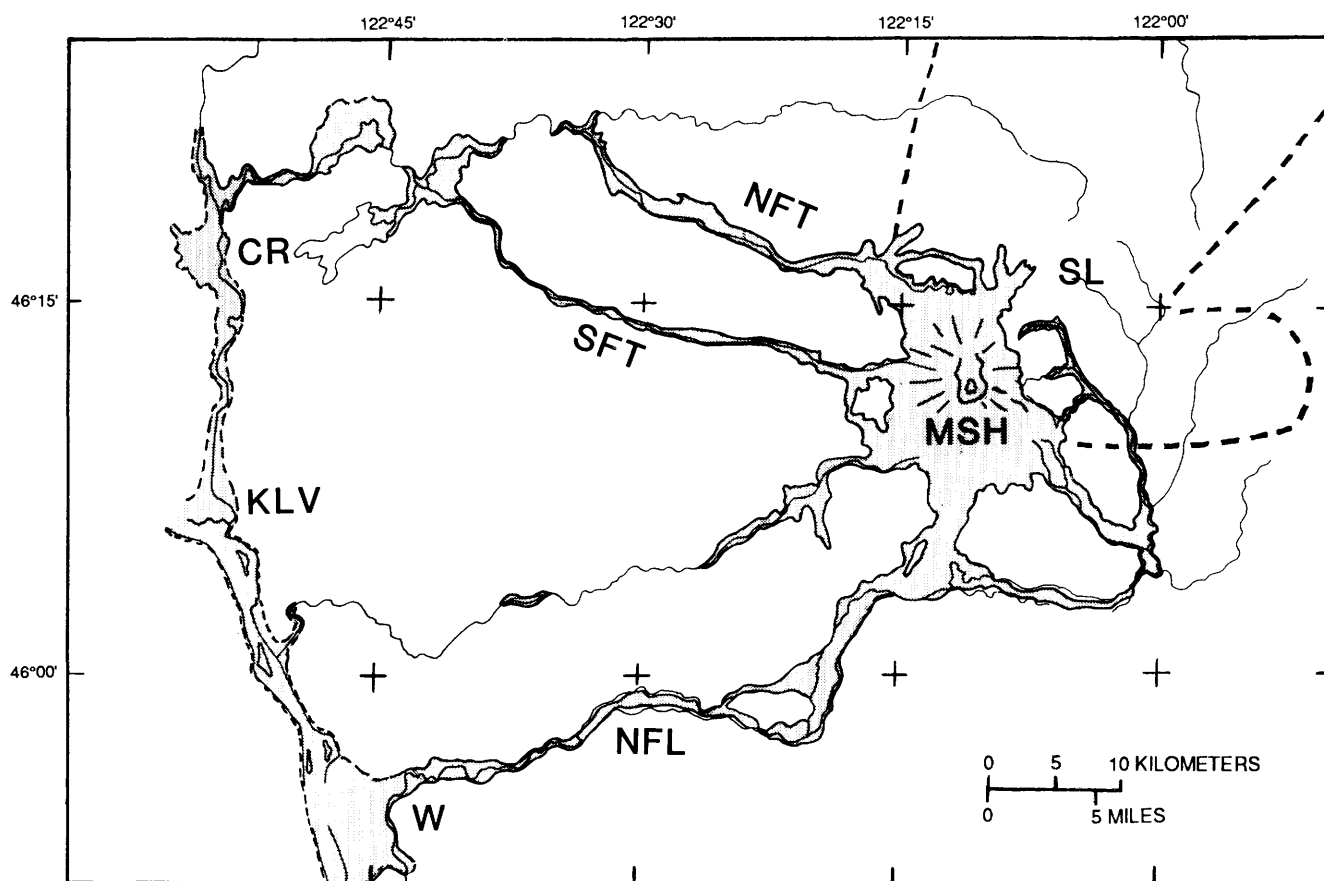 122°45' 122°30' 122°15' 122°00'
NFT
CR
SL
46°15'
SFT
MSH
KLV
46°00'
NFL
0 5 10 KILOMETERS
W
0 5 MILES